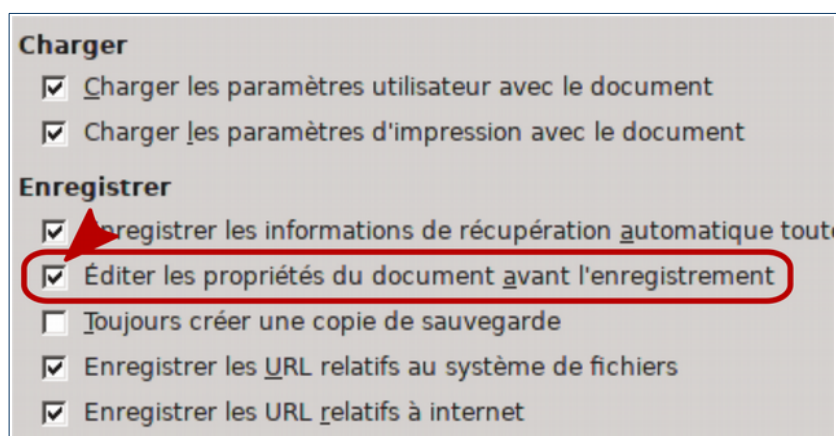 Charger
Charger les paramètres utilisateur avec le document
Charger les paramètres d'impression avec le document
Enregistrer
les informations de récupération automatique
Éditer les propriétés du document avant l'enregistrement
Toujours créer une copie de sauvegarde
Enregistrer les URL relatifs au système de fichiers
Enregistrer les URL relatifs à internet